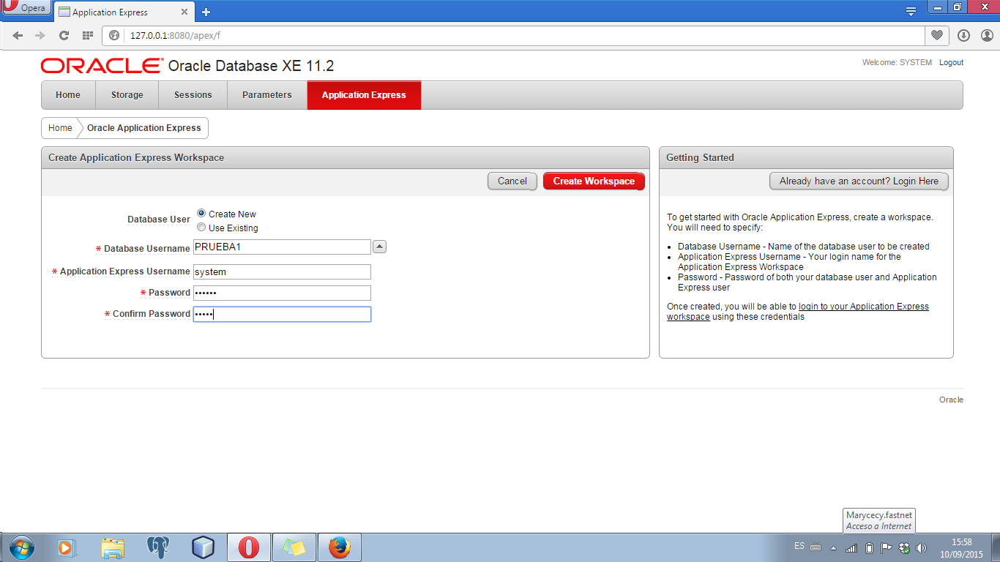 Opera
Application Express
127.0.0.1:8080/apex/f
ORACLE Oracle Database XE 11.2
Welcome: SYSTEM Logout
Home Storage Sessions Parameters Application Express
Home Oracle Application Express
Create Application Express Workspace
Cancel Create Workspace
Database User
Create New
Use Existing
* Database Username PRUEBA1
* Application Express Username system
* Password ••••••
* Confirm Password •••••
Getting Started
Already have an account? Login Here
To get started with Oracle Application Express, create a workspace.
You will need to specify:
• Database Username - Name of the database user to be created
• Application Express Username - Your login name for the
Application Express Workspace
• Password - Password of both your database user and Application
Express user
Once created, you will be able to login to your Application Express
workspace using these credentials
Oracle
Marycecy.fastnet
Acceso a Internet
ES
15:58
10/09/2015